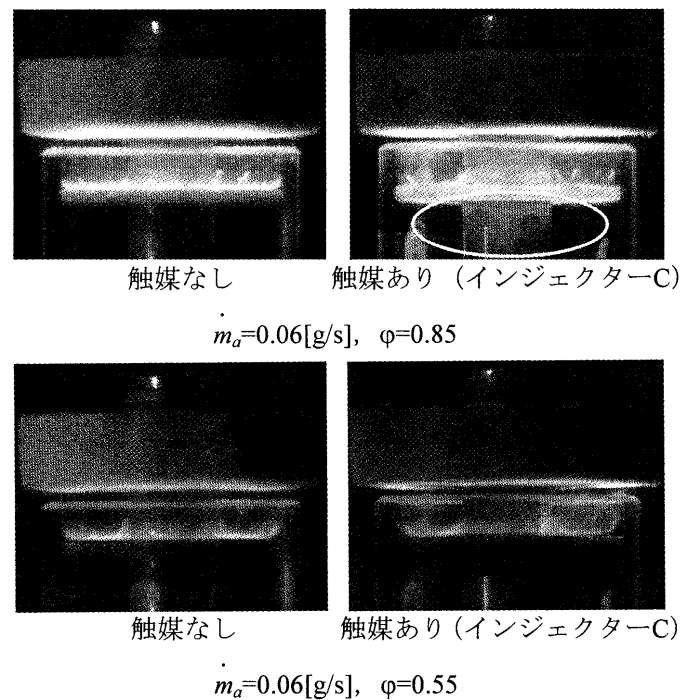 触媒なし 触媒あり（インジェクターC）
ṁa=0.06[g/s]，φ=0.85
触媒なし 触媒あり（インジェクターC）
ṁa=0.06[g/s]，φ=0.55